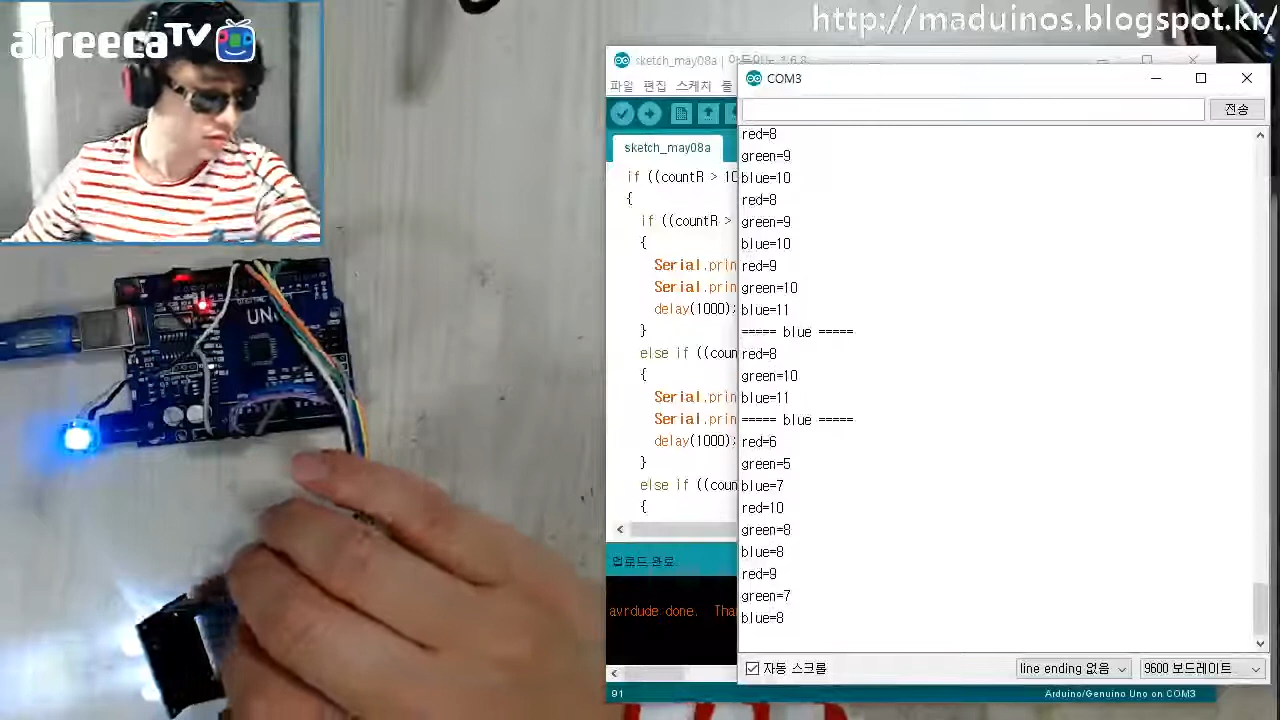 afreecaTV
http://maduinos.blogspot.kr/
sketch_may08a | 아두이노 1.6.8
파일 편집 스케치 툴
sketch_may08a
if ((countR > 10
{
if ((countR >
{
Serial.prin
Serial.prin
delay(1000);
}
else if ((coun
{
Serial.prin
Serial.prin
delay(1000);
}
else if ((coun
{
업로드 완료.
avrdude done. Than
91
Arduino/Genuino Uno on COM3
COM3
전송
red=8
green=9
blue=10
red=8
green=9
blue=10
red=9
green=10
blue=11
===== blue =====
red=8
green=10
blue=11
===== blue =====
red=6
green=5
blue=7
red=10
green=8
blue=8
red=9
green=7
blue=8
자동 스크롤
line ending 없음
9600 보드레이트
UN